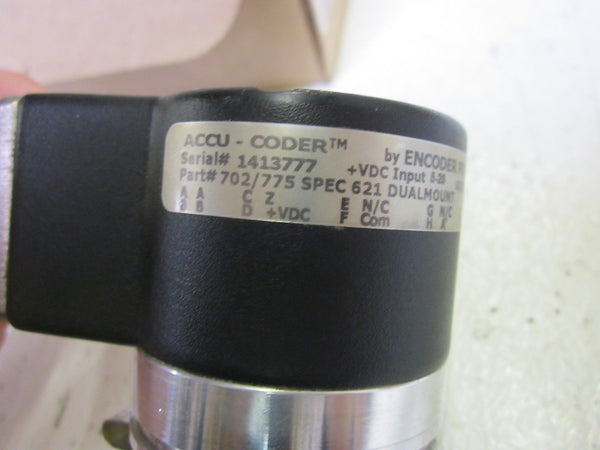 ACCU - CODER™ by ENCODER
Serial# 1413777 +VDC Input 5-28
Part# 702/775 SPEC 621 DUALMOUNT
A A C Z E N/C G N/C
B B D +VDC F Com H